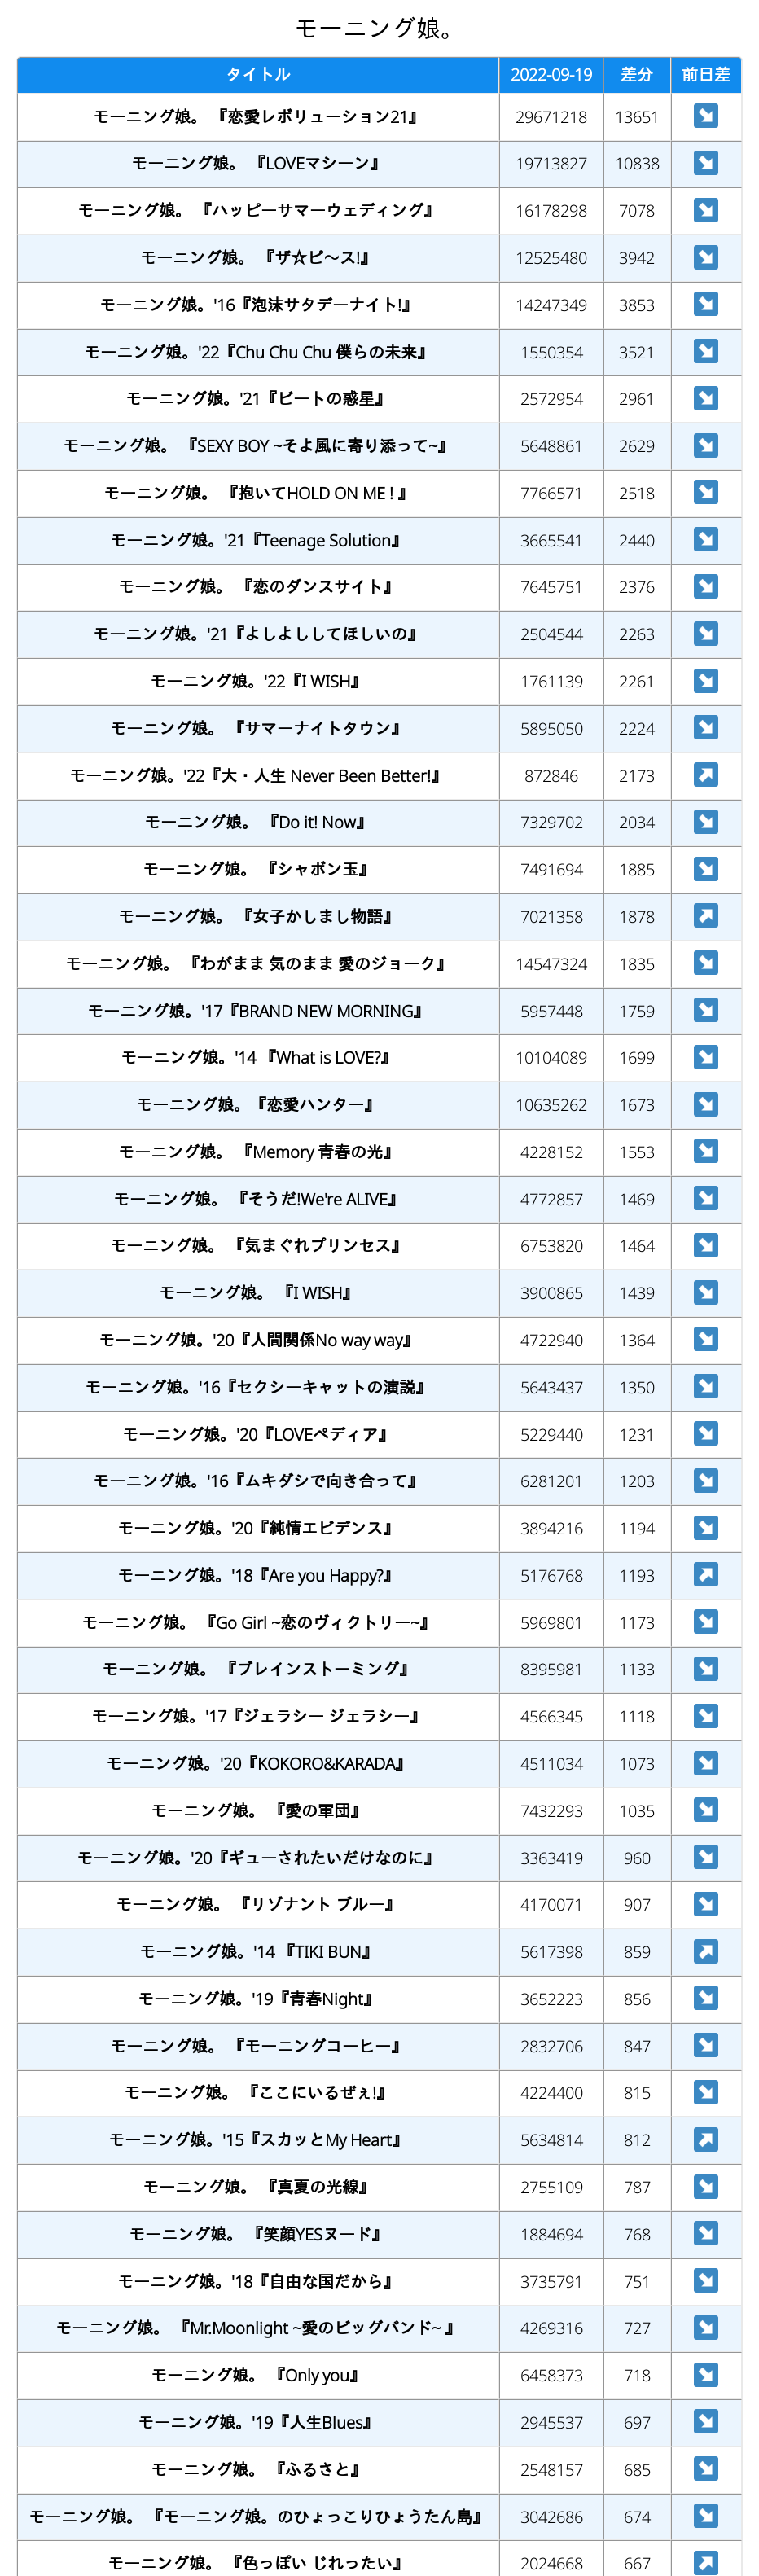 モーニング娘。
タイトル 2022-09-19 差分 前日差
モーニング娘。 『恋愛レボリューション21』 29671218 13651
モーニング娘。 『LOVEマシーン』 19713827 10838
モーニング娘。 『ハッピーサマーウェディング』 16178298 7078
モーニング娘。 『ザ☆ピ〜ス!』 12525480 3942
モーニング娘。'16『泡沫サタデーナイト!』 14247349 3853
モーニング娘。'22『Chu Chu Chu 僕らの未来』 1550354 3521
モーニング娘。'21『ビートの惑星』 2572954 2961
モーニング娘。 『SEXY BOY ~そよ風に寄り添って~』 5648861 2629
モーニング娘。 『抱いてHOLD ON ME ! 』 7766571 2518
モーニング娘。'21『Teenage Solution』 3665541 2440
モーニング娘。 『恋のダンスサイト』 7645751 2376
モーニング娘。'21『よしよししてほしいの』 2504544 2263
モーニング娘。'22『I WISH』 1761139 2261
モーニング娘。 『サマーナイトタウン』 5895050 2224
モーニング娘。'22『大・人生 Never Been Better!』 872846 2173
モーニング娘。 『Do it! Now』 7329702 2034
モーニング娘。 『シャボン玉』 7491694 1885
モーニング娘。 『女子かしまし物語』 7021358 1878
モーニング娘。 『わがまま 気のまま 愛のジョーク』 14547324 1835
モーニング娘。'17『BRAND NEW MORNING』 5957448 1759
モーニング娘。'14 『What is LOVE?』 10104089 1699
モーニング娘。『恋愛ハンター』 10635262 1673
モーニング娘。 『Memory 青春の光』 4228152 1553
モーニング娘。 『そうだ!We're ALIVE』 4772857 1469
モーニング娘。 『気まぐれプリンセス』 6753820 1464
モーニング娘。 『I WISH』 3900865 1439
モーニング娘。'20『人間関係No way way』 4722940 1364
モーニング娘。'16『セクシーキャットの演説』 5643437 1350
モーニング娘。'20『LOVEペディア』 5229440 1231
モーニング娘。'16『ムキダシで向き合って』 6281201 1203
モーニング娘。'20『純情エビデンス』 3894216 1194
モーニング娘。'18『Are you Happy?』 5176768 1193
モーニング娘。 『Go Girl ~恋のヴィクトリー~』 5969801 1173
モーニング娘。 『ブレインストーミング』 8395981 1133
モーニング娘。'17『ジェラシー ジェラシー』 4566345 1118
モーニング娘。'20『KOKORO&KARADA』 4511034 1073
モーニング娘。 『愛の軍団』 7432293 1035
モーニング娘。'20『ギューされたいだけなのに』 3363419 960
モーニング娘。 『リゾナント ブルー』 4170071 907
モーニング娘。'14 『TIKI BUN』 5617398 859
モーニング娘。'19『青春Night』 3652223 856
モーニング娘。 『モーニングコーヒー』 2832706 847
モーニング娘。 『ここにいるぜぇ!』 4224400 815
モーニング娘。'15『スカッとMy Heart』 5634814 812
モーニング娘。 『真夏の光線』 2755109 787
モーニング娘。 『笑顔YESヌード』 1884694 768
モーニング娘。'18『自由な国だから』 3735791 751
モーニング娘。 『Mr.Moonlight ~愛のビッグバンド~ 』 4269316 727
モーニング娘。 『Only you』 6458373 718
モーニング娘。'19『人生Blues』 2945537 697
モーニング娘。 『ふるさと』 2548157 685
モーニング娘。 『モーニング娘。のひょっこりひょうたん島』 3042686 674
モーニング娘。 『色っぽい じれったい』 2024668 667